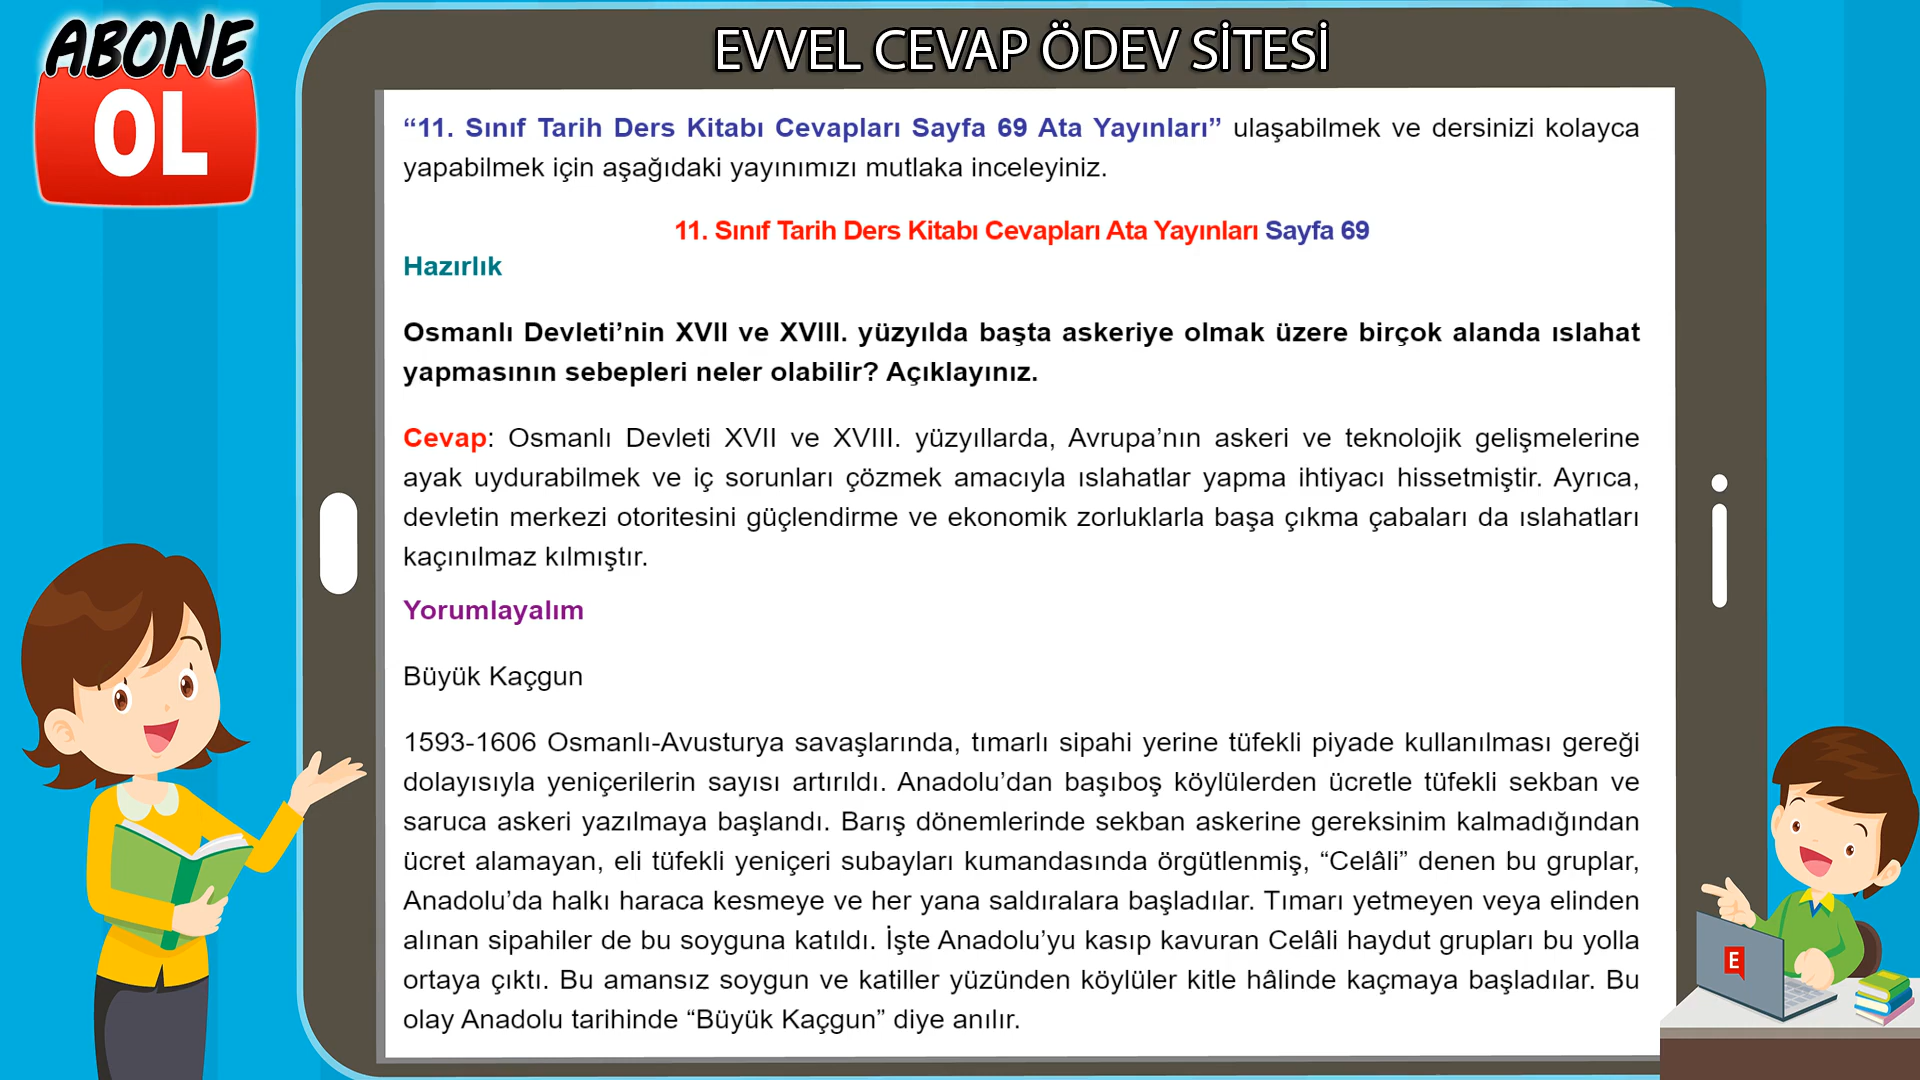 ABONE
OL
EVVEL CEVAP ÖDEV SİTESİ
“11. Sınıf Tarih Ders Kitabı Cevapları Sayfa 69 Ata Yayınları” ulaşabilmek ve dersinizi kolayca
yapabilmek için aşağıdaki yayınımızı mutlaka inceleyiniz.
11. Sınıf Tarih Ders Kitabı Cevapları Ata Yayınları Sayfa 69
Hazırlık
Osmanlı Devleti’nin XVII ve XVIII. yüzyılda başta askeriye olmak üzere birçok alanda ıslahat
yapmasının sebepleri neler olabilir? Açıklayınız.
Cevap: Osmanlı Devleti XVII ve XVIII. yüzyıllarda, Avrupa’nın askeri ve teknolojik gelişmelerine
ayak uydurabilmek ve iç sorunları çözmek amacıyla ıslahatlar yapma ihtiyacı hissetmiştir. Ayrıca,
devletin merkezi otoritesini güçlendirme ve ekonomik zorluklarla başa çıkma çabaları da ıslahatları
kaçınılmaz kılmıştır.
Yorumlayalım
Büyük Kaçgun
1593-1606 Osmanlı-Avusturya savaşlarında, tımarlı sipahi yerine tüfekli piyade kullanılması gereği
dolayısıyla yeniçerilerin sayısı artırıldı. Anadolu’dan başıboş köylülerden ücretle tüfekli sekban ve
saruca askeri yazılmaya başlandı. Barış dönemlerinde sekban askerine gereksinim kalmadığından
ücret alamayan, eli tüfekli yeniçeri subayları kumandasında örgütlenmiş, “Celâli” denen bu gruplar,
Anadolu’da halkı haraca kesmeye ve her yana saldıralara başladılar. Tımarı yetmeyen veya elinden
alınan sipahiler de bu soyguna katıldı. İşte Anadolu’yu kasıp kavuran Celâli haydut grupları bu yolla
ortaya çıktı. Bu amansız soygun ve katiller yüzünden köylüler kitle hâlinde kaçmaya başladılar. Bu
olay Anadolu tarihinde “Büyük Kaçgun” diye anılır.
E